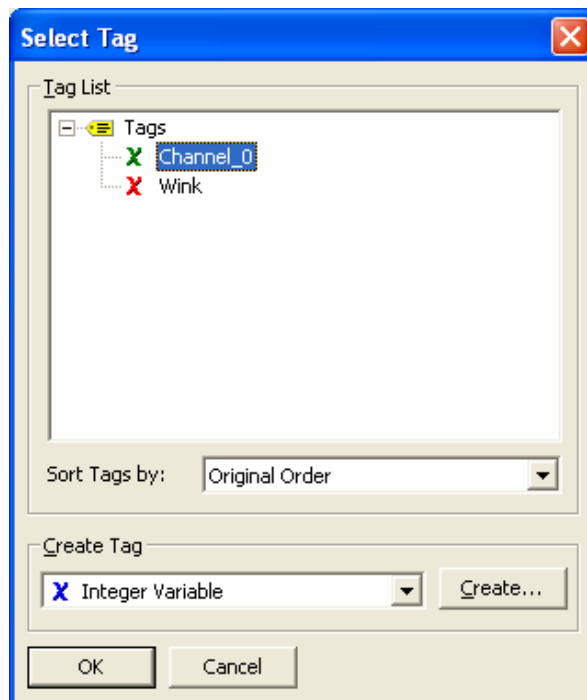 Select Tag
Tag List
Tags
Channel_0
Wink
Sort Tags by: Original Order
Create Tag
Integer Variable Create...
OK Cancel